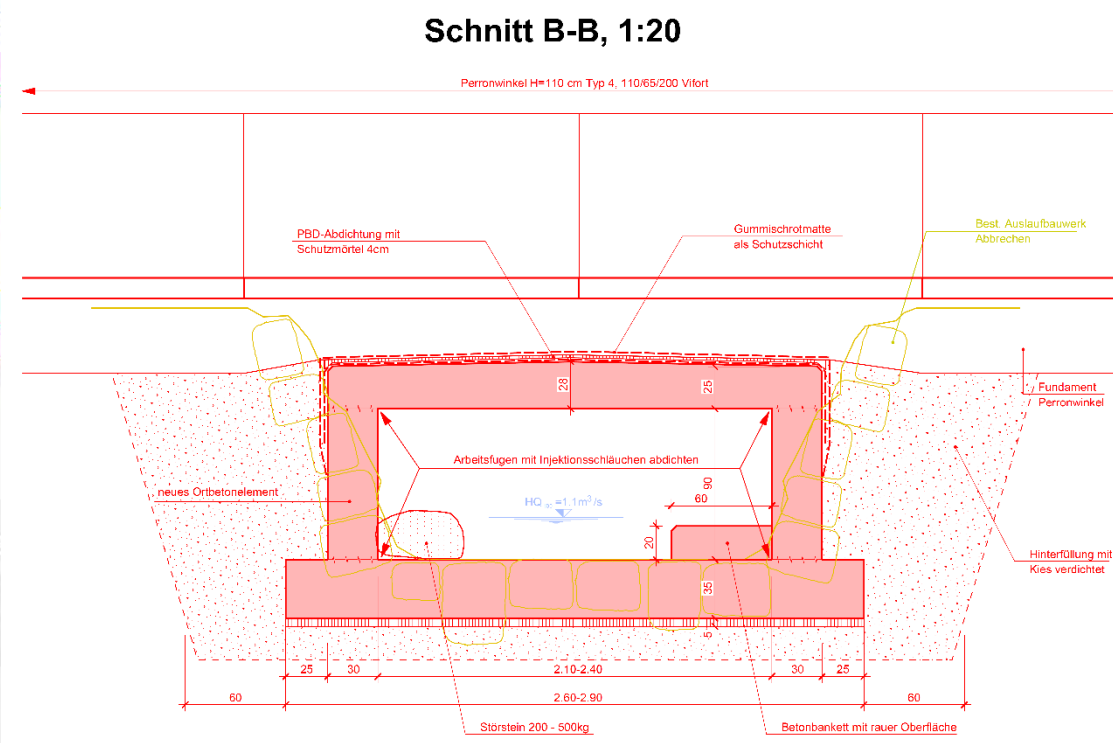 Schnitt B-B, 1:20
Perronwinkel H=110 cm Typ 4, 110/65/200 Vifort
PBD-Abdichtung mit
Schutzmörtel 4cm
Gummischrotmatte
als Schutzschicht
Best. Auslaufbauwerk
Abbrechen
28
25
Fundament
Perronwinkel
Arbeitsfugen mit Injektionsschläuchen abdichten
90
60
neues Ortbetonelement
HQ =1.1m³/s
20
Hinterfüllung mit
Kies verdichtet
35
5
25 30 2.10-2.40 30 25
60 2.60-2.90 60
Störstein 200 - 500kg
Betonbankett mit rauer Oberfläche